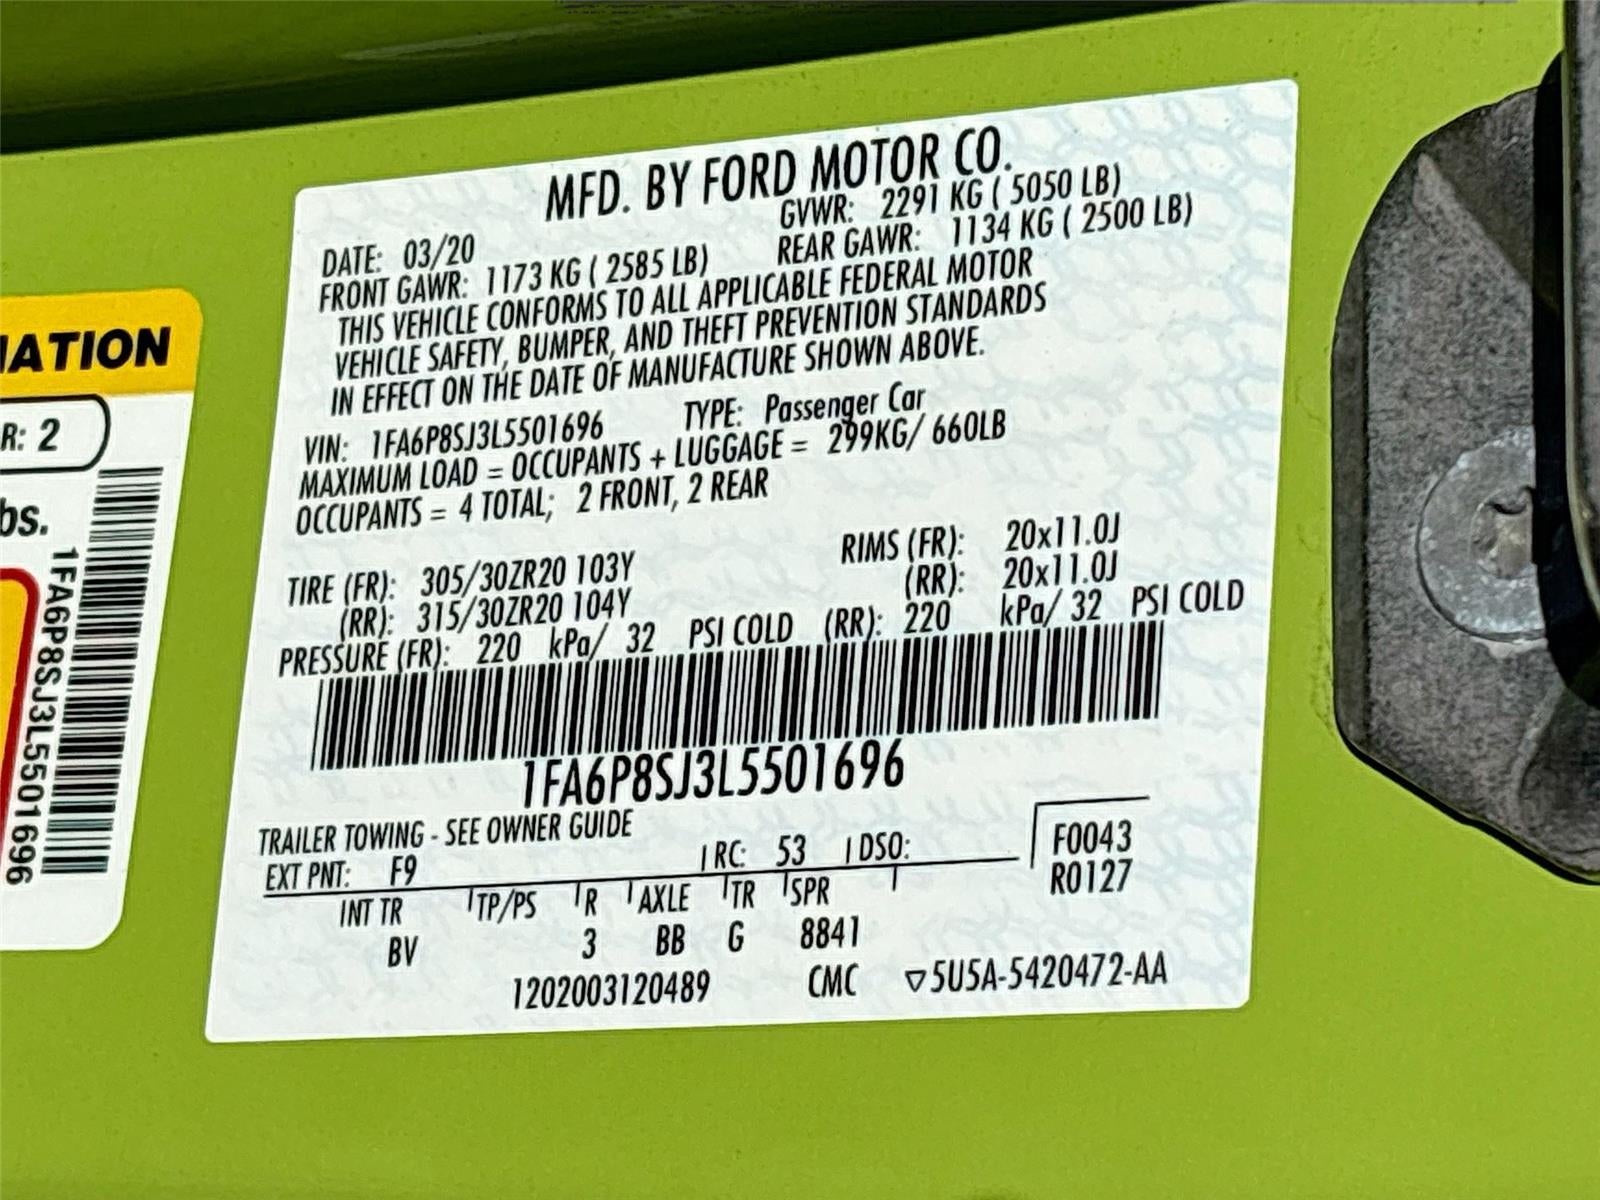 MFD. BY FORD MOTOR CO.
DATE: 03/20 GVWR: 2291 KG ( 5050 LB)
FRONT GAWR: 1173 KG ( 2585 LB) REAR GAWR: 1134 KG ( 2500 LB)
THIS VEHICLE CONFORMS TO ALL APPLICABLE FEDERAL MOTOR
VEHICLE SAFETY, BUMPER, AND THEFT PREVENTION STANDARDS
IN EFFECT ON THE DATE OF MANUFACTURE SHOWN ABOVE.
VIN: 1FA6P8SJ3L5501696 TYPE: Passenger Car
MAXIMUM LOAD = OCCUPANTS + LUGGAGE = 299KG/ 660LB
OCCUPANTS = 4 TOTAL; 2 FRONT, 2 REAR
TIRE (FR): 305/30ZR20 103Y RIMS (FR): 20x11.0J
(RR): 315/30ZR20 104Y (RR): 20x11.0J
PRESSURE (FR): 220 kPa/ 32 PSI COLD (RR): 220 kPa/ 32 PSI COLD
1FA6P8SJ3L5501696
TRAILER TOWING - SEE OWNER GUIDE
EXT PNT: F9 RC: 53 DSO: F0043
R0127
INT TR TP/PS R AXLE TR SPR
BV 3 BB G 8841
1202003120489 CMC ▽5U5A-5420472-AA
MATION
R: 2
bs.
1FA6P8SJ3L5501696